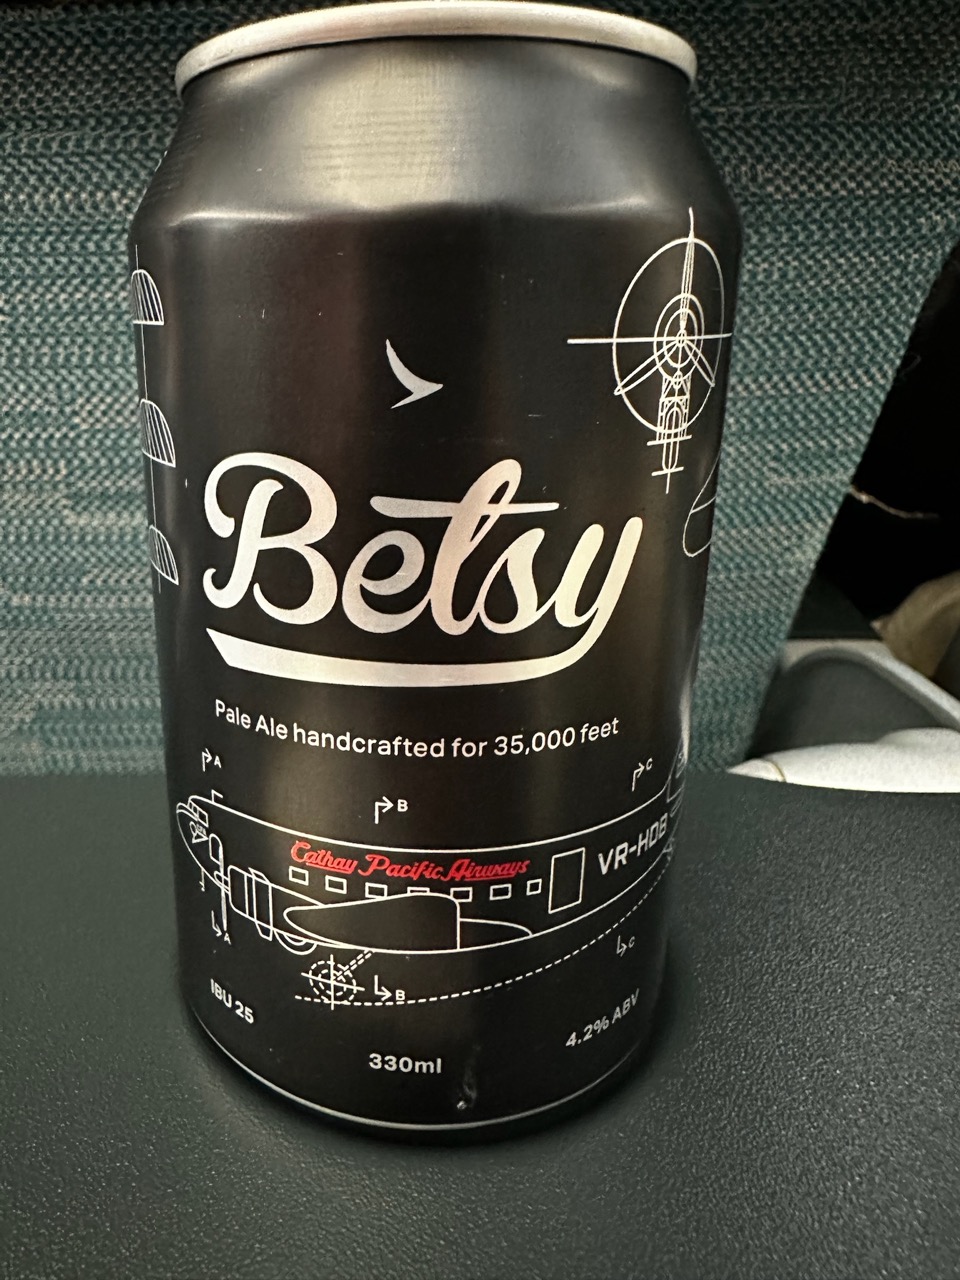 Betsy
Pale Ale handcrafted for 35,000 feet
A
B
C
Cathay Pacific Airways
VR-HDB
A
B
C
IBU 25
330ml
4.2% ABV